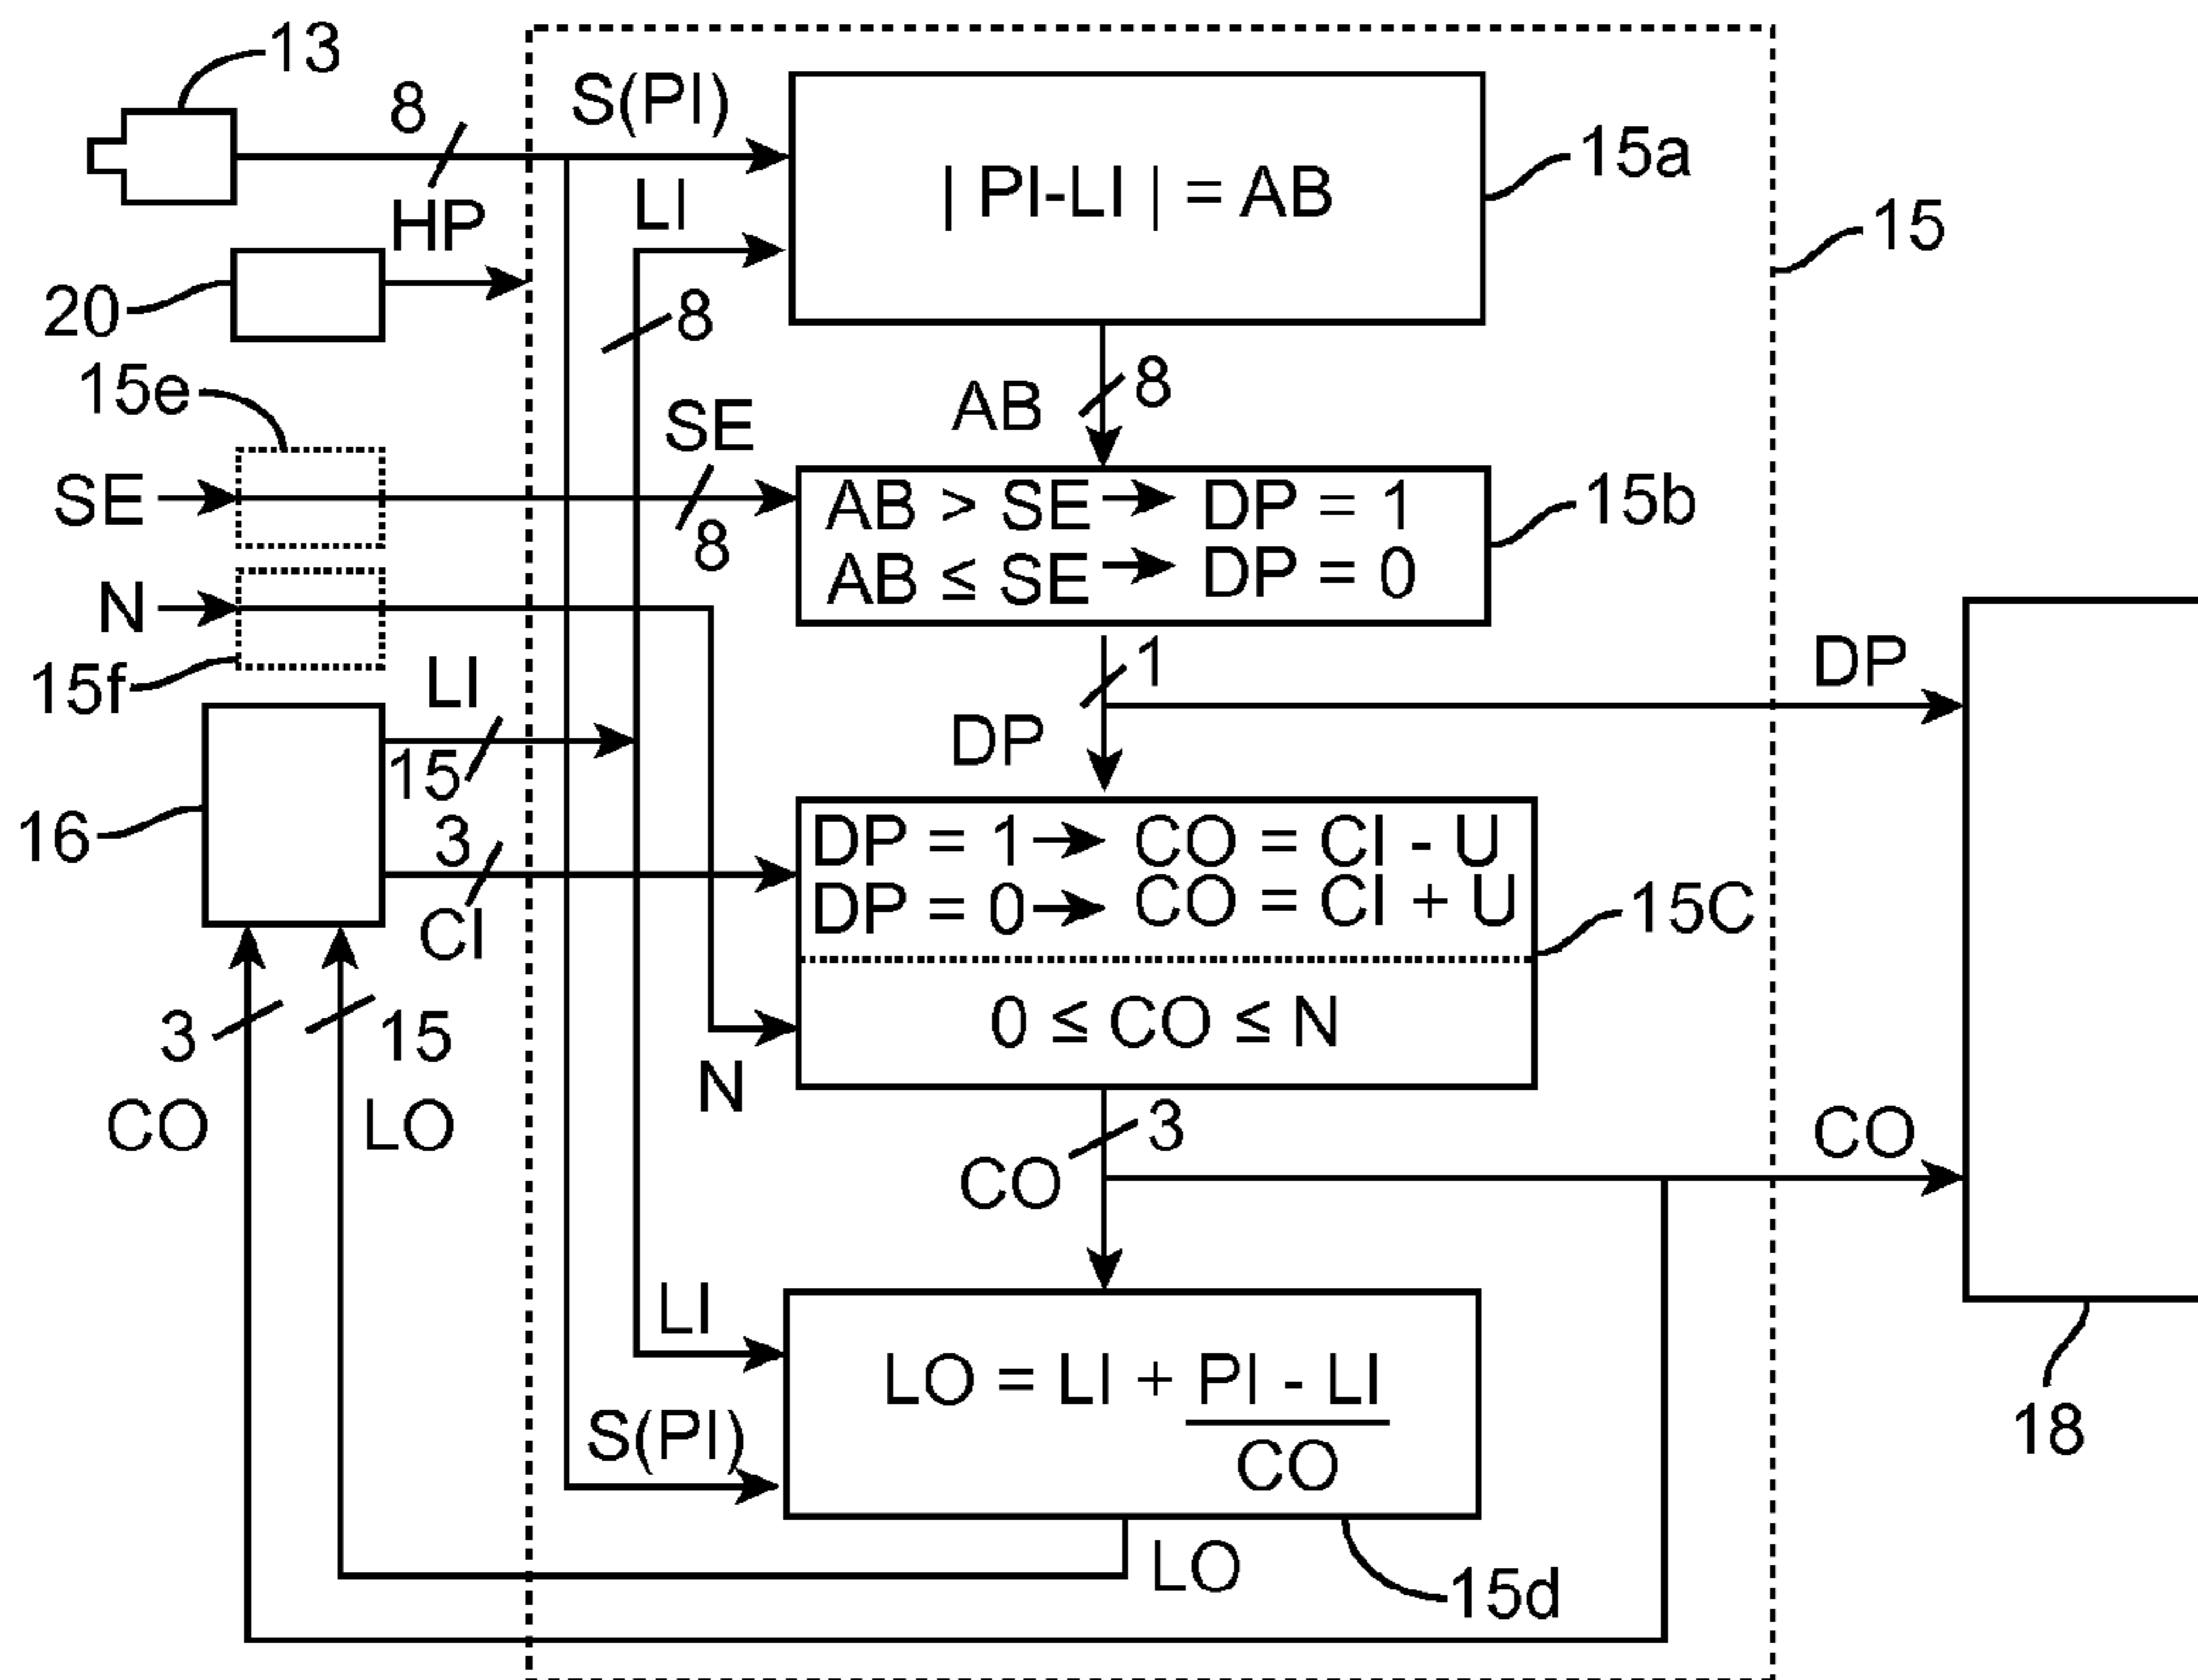 13
8
S(PI)
| PI-LI | = AB
15a
HP
LI
15
20
8
15e
AB
8
SE
SE
8
AB > SE → DP = 1
AB ≤ SE → DP = 0
15b
N
15f
LI
15
1
DP
DP
16
3
CI
DP = 1 → CO = CI - U
DP = 0 → CO = CI + U
15C
0 ≤ CO ≤ N
N
3
15
CO
LO
3
CO
CO
LI
LO = LI + PI - LI
CO
S(PI)
18
LO
15d